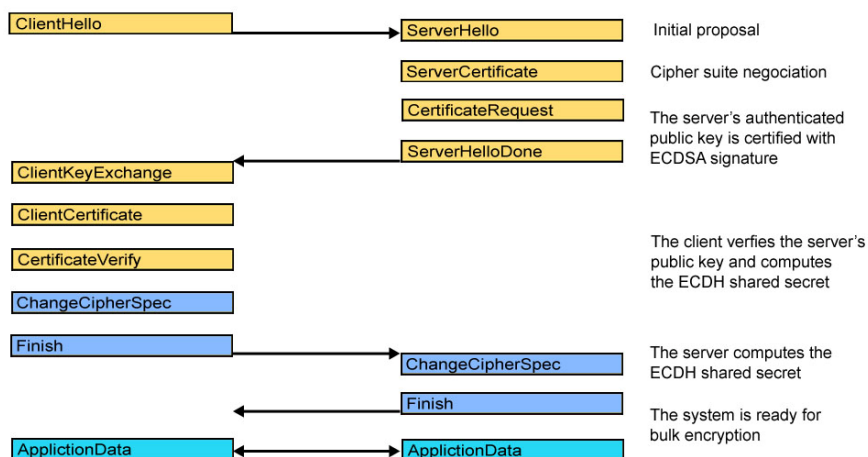 ClientHello
ServerHello
Initial proposal
ServerCertificate
Cipher suite negociation
CertificateRequest
The server's authenticated
public key is certified with
ECDSA signature
ServerHelloDone
ClientKeyExchange
ClientCertificate
The client verfies the server's
public key and computes
the ECDH shared secret
CertificateVerify
ChangeCipherSpec
Finish
ChangeCipherSpec
The server computes the
ECDH shared secret
Finish
The system is ready for
bulk encryption
ApplictionData
ApplictionData